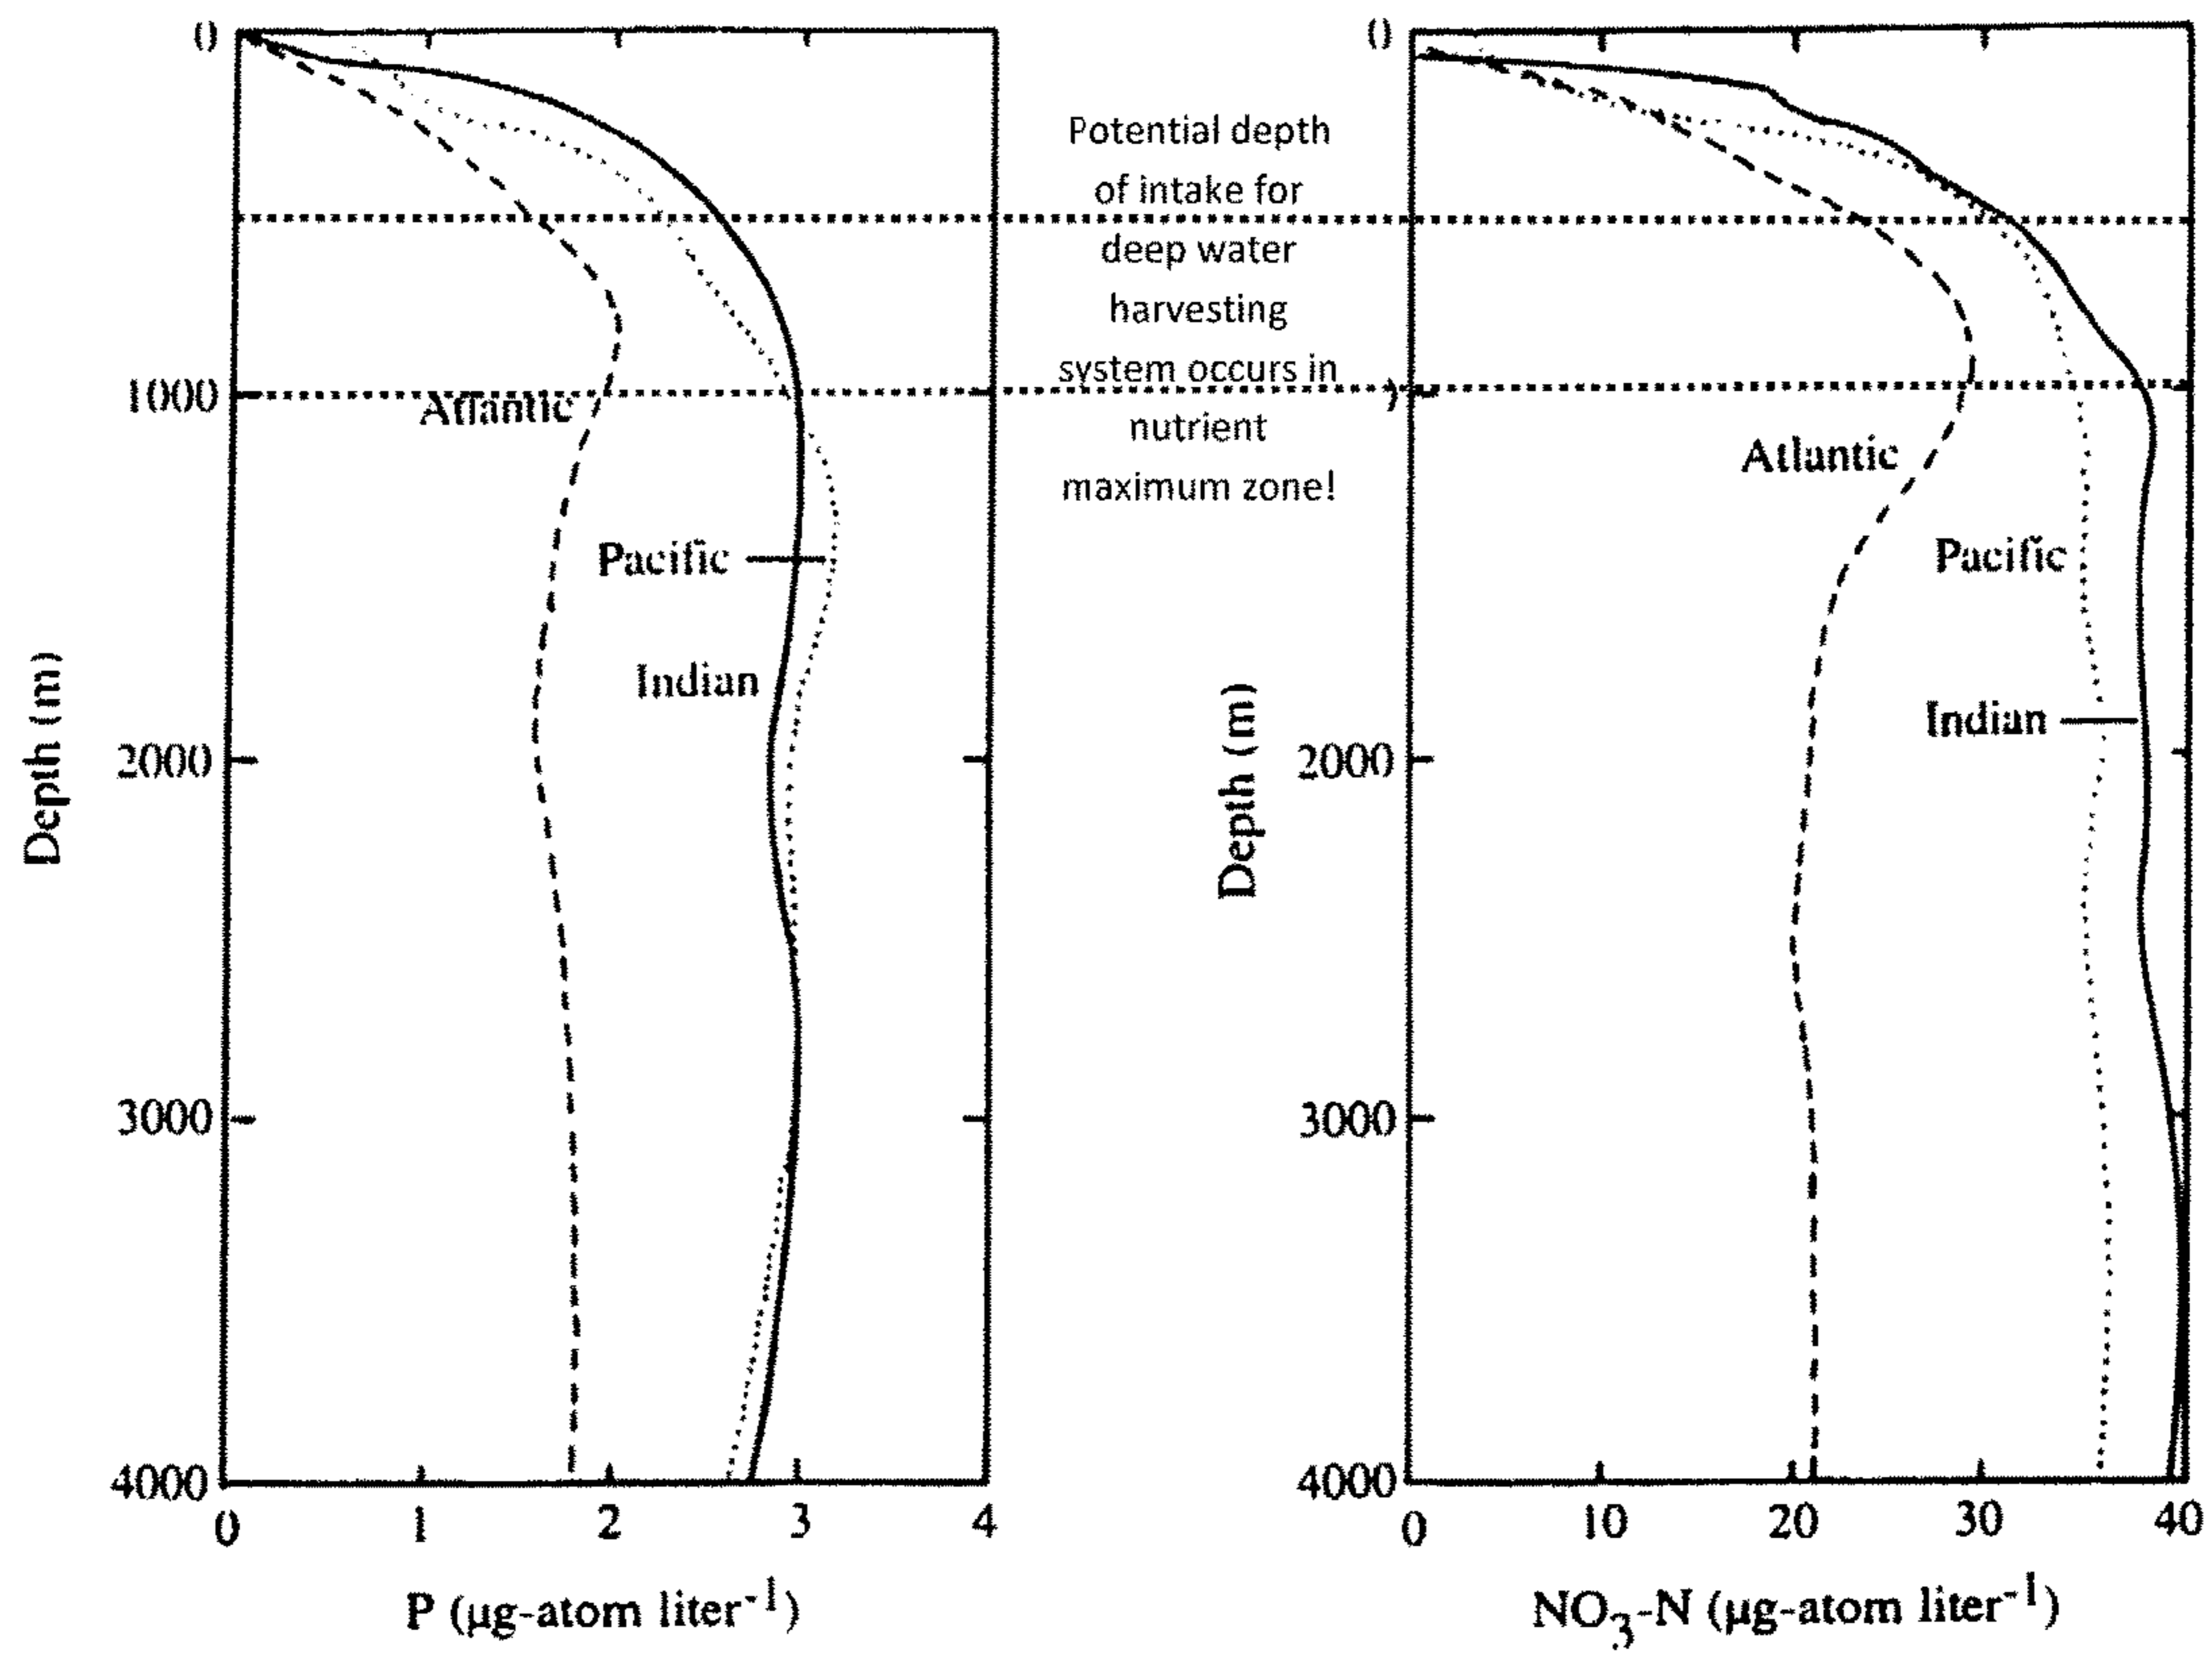 0
1000
2000
3000
4000
Depth (m)
Atlantic
Pacific
Indian
0 1 2 3 4
P (μg-atom liter-1)
Potential depth
of intake for
deep water
harvesting
system occurs in
nutrient
maximum zone!
0
)
2000
3000
4000
Depth (m)
Atlantic
Pacific
Indian
0 10 20 30 40
NO3-N (μg-atom liter-1)